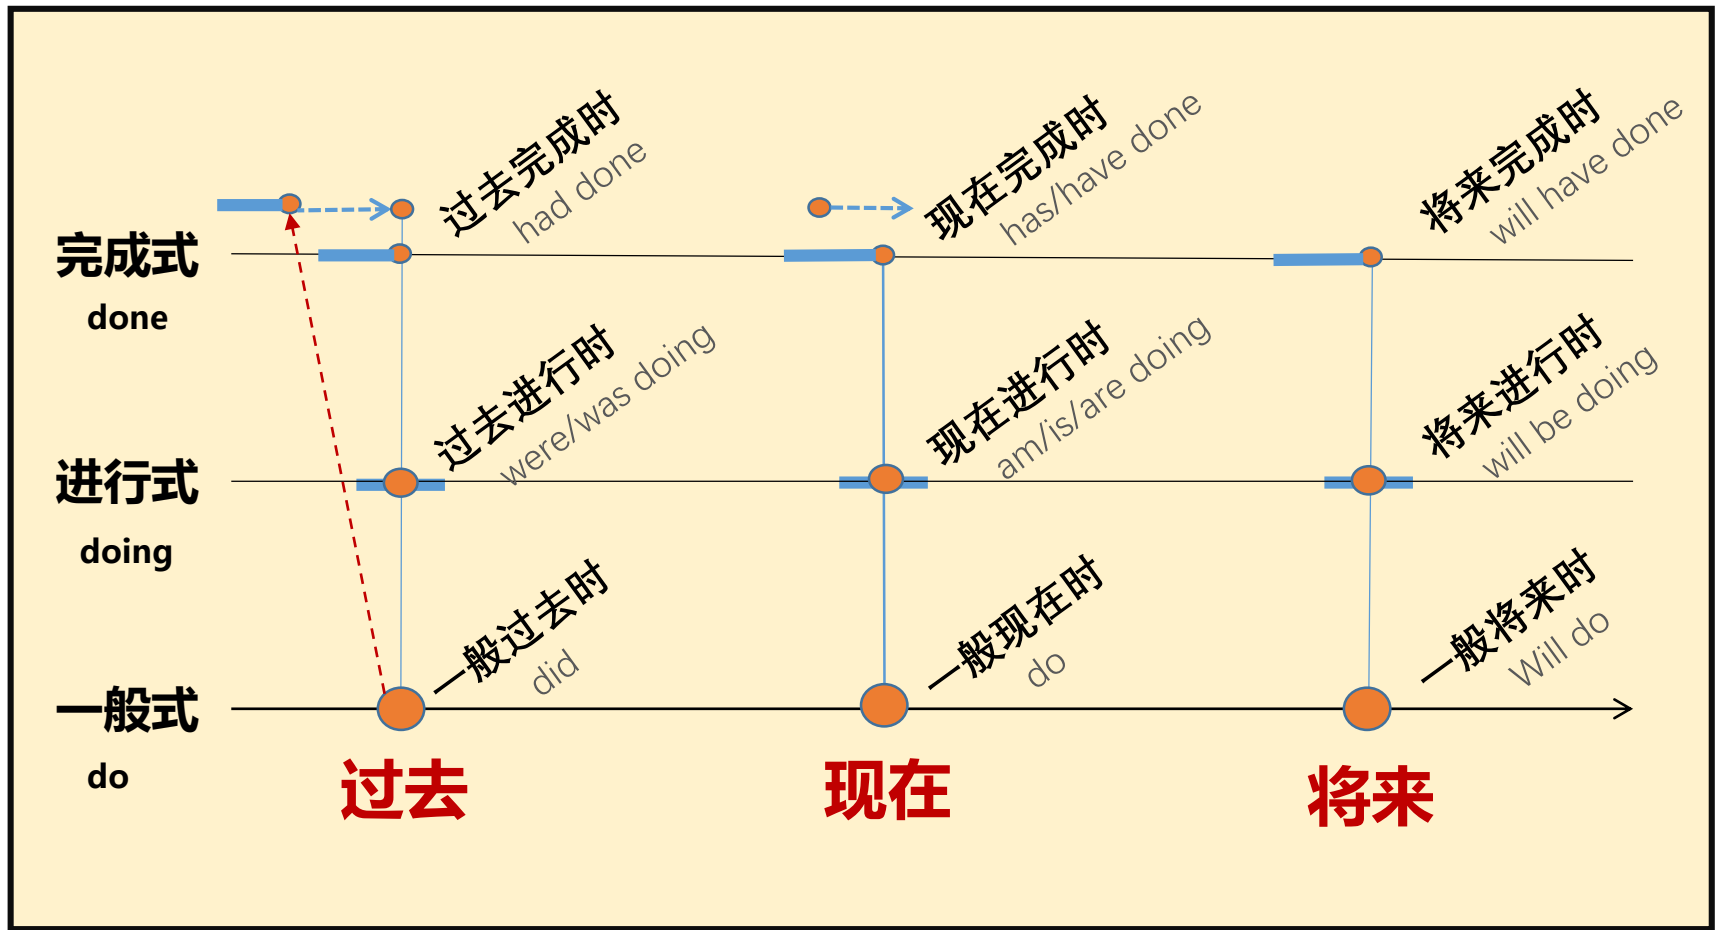 过去完成时
had done
现在完成时
has/have done
将来完成时
will have done
完成式
done
过去进行时
were/was doing
现在进行时
am/is/are doing
将来进行时
will be doing
进行式
doing
一般过去时
did
一般现在时
do
一般将来时
Will do
一般式
do
过去
现在
将来